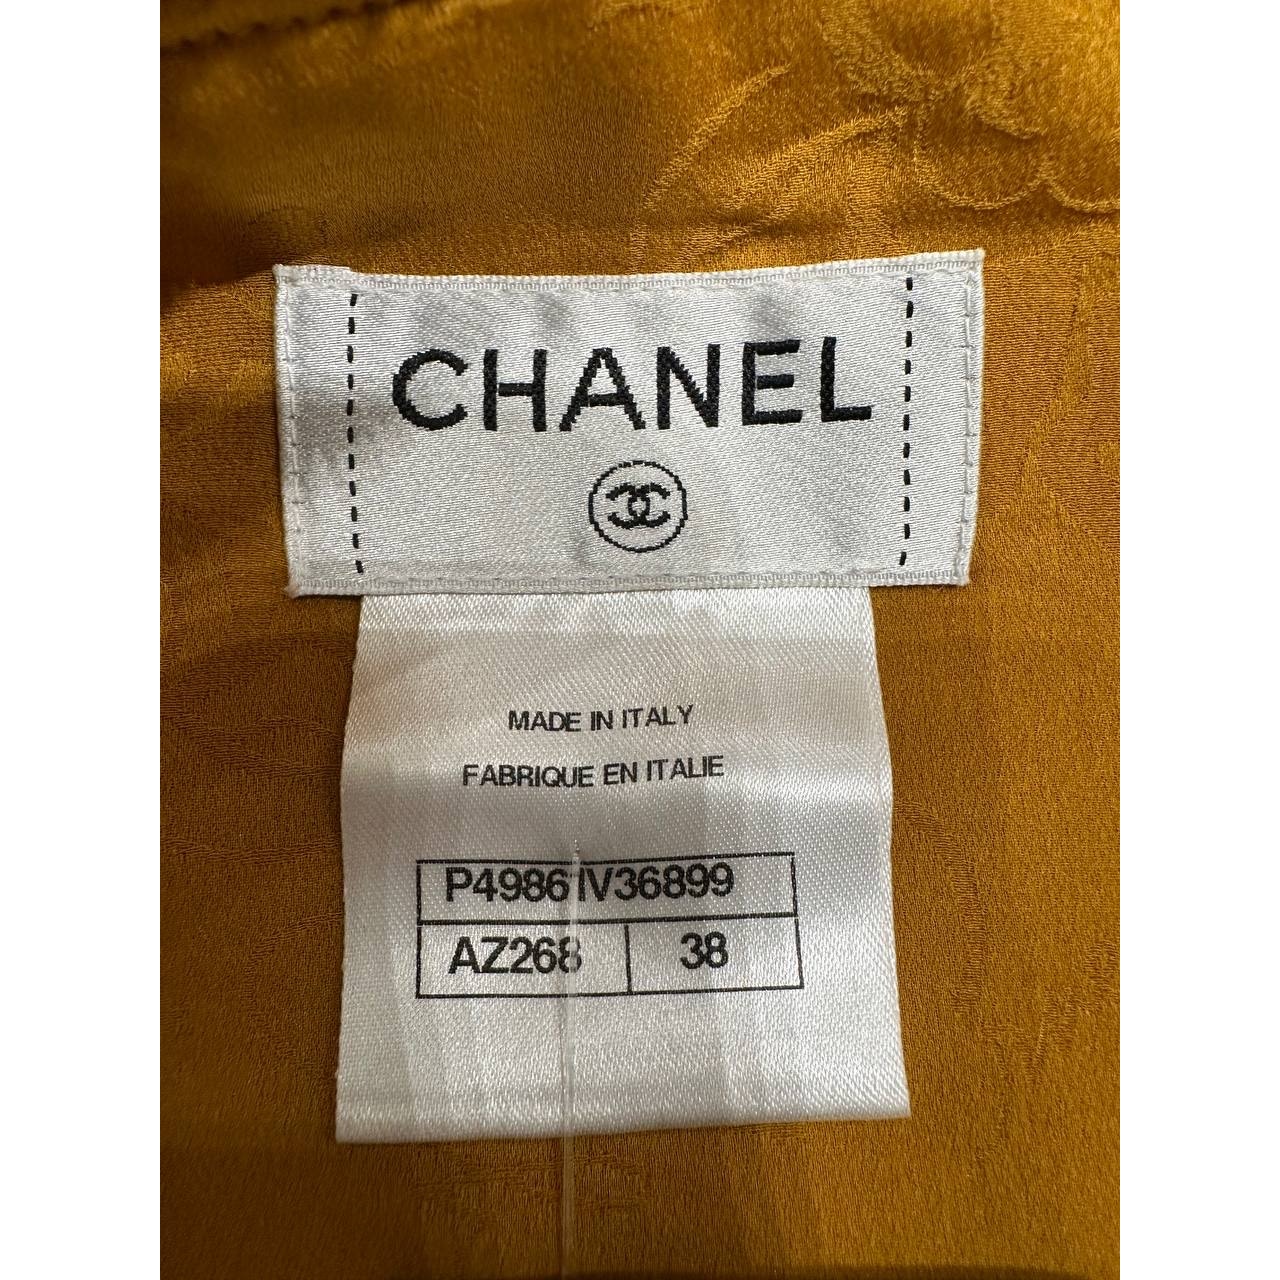 CHANEL
MADE IN ITALY
FABRIQUE EN ITALIE
P49861V36899
AZ268 38